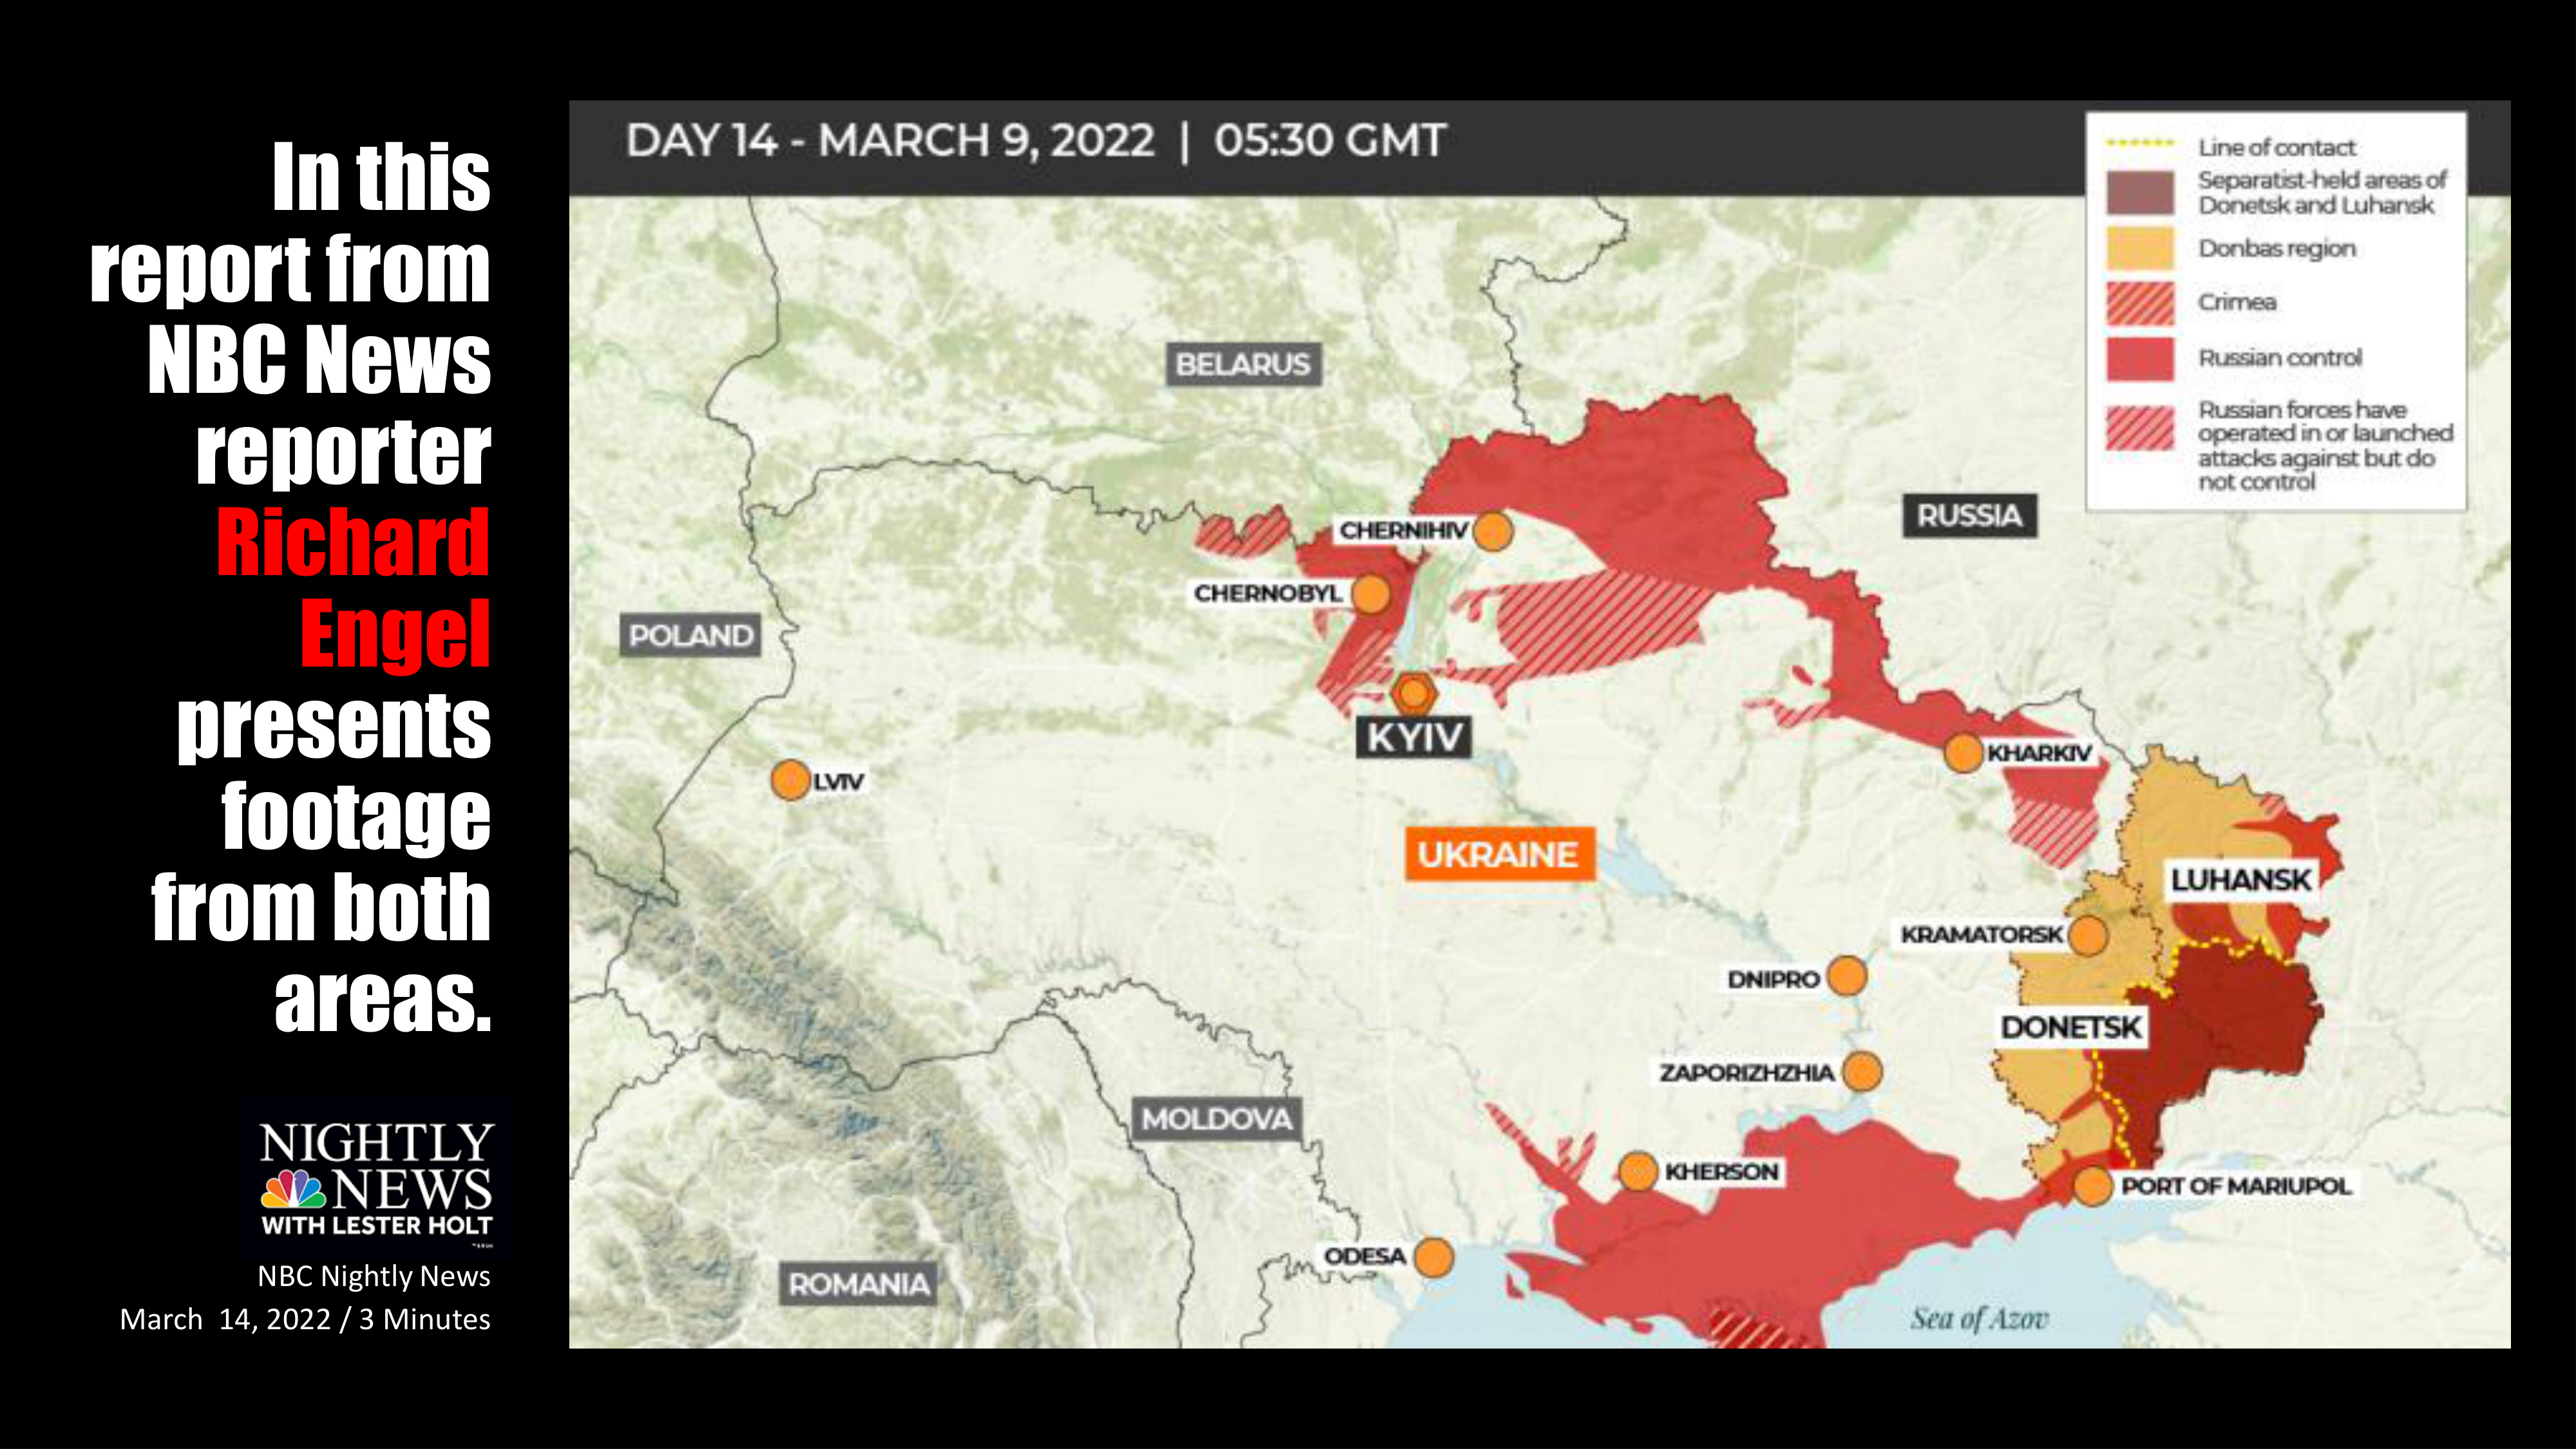 In this
report from
NBC News
reporter
Richard
Engel
presents
footage
from both
areas.
NIGHTLY
NEWS
WITH LESTER HOLT
NBC Nightly News
March 14, 2022 / 3 Minutes
DAY 14 - MARCH 9, 2022 | 05:30 GMT
Line of contact
Separatist-held areas of
Donetsk and Luhansk
Donbas region
Crimea
Russian control
Russian forces have
operated in or launched
attacks against but do
not control
BELARUS
RUSSIA
CHERNIHIV
CHERNOBYL
POLAND
KYIV
LVIV
KHARKIV
UKRAINE
LUHANSK
KRAMATORSK
DNIPRO
DONETSK
ZAPORIZHZHIA
MOLDOVA
KHERSON
PORT OF MARIUPOL
ODESA
ROMANIA
Sea of Azov